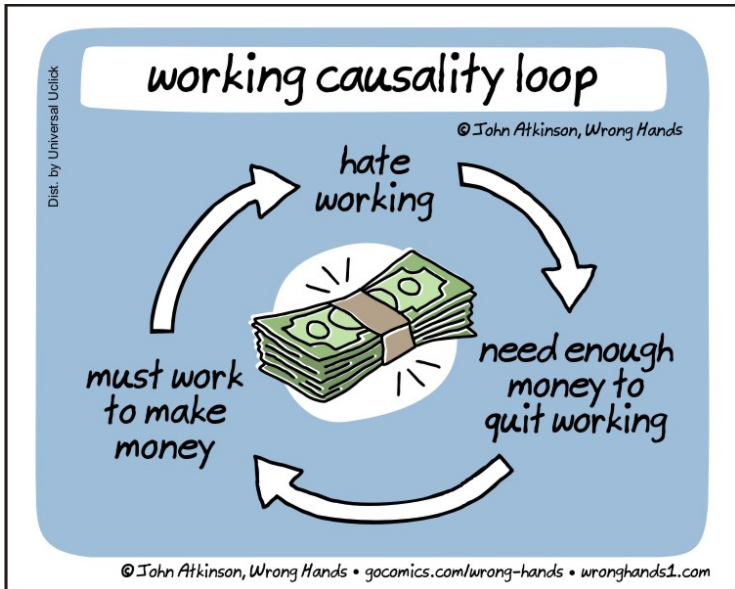 working causality loop
Dist. by Universal Uclick
© John Atkinson, Wrong Hands
hate
working
need enough
money to
quit working
must work
to make
money
© John Atkinson, Wrong Hands • gocomics.com/wrong-hands • wronghands1.com